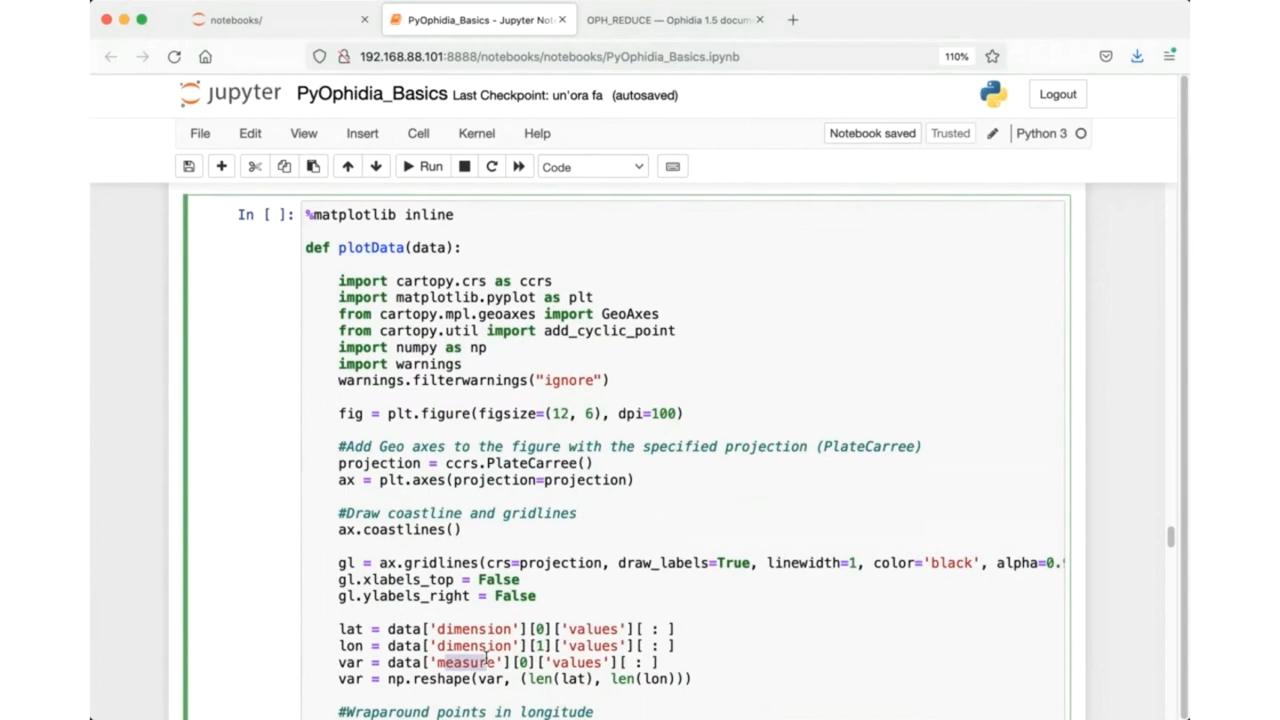 notebooks/
PyOphidia_Basics - Jupyter Not
OPH_REDUCE — Ophidia 1.5 docum
192.168.88.101:8888/notebooks/notebooks/PyOphidia_Basics.ipynb
110%
jupyter PyOphidia_Basics Last Checkpoint: un'ora fa (autosaved)
Logout
File Edit View Insert Cell Kernel Help
Notebook saved Trusted Python 3
Run
Code
In [ ]: %matplotlib inline
def plotData(data):
import cartopy.crs as ccrs
import matplotlib.pyplot as plt
from cartopy.mpl.geoaxes import GeoAxes
from cartopy.util import add_cyclic_point
import numpy as np
import warnings
warnings.filterwarnings("ignore")
fig = plt.figure(figsize=(12, 6), dpi=100)
#Add Geo axes to the figure with the specified projection (PlateCarree)
projection = ccrs.PlateCarree()
ax = plt.axes(projection=projection)
#Draw coastline and gridlines
ax.coastlines()
gl = ax.gridlines(crs=projection, draw_labels=True, linewidth=1, color='black', alpha=0.
gl.xlabels_top = False
gl.ylabels_right = False
lat = data['dimension'][0]['values'][ : ]
lon = data['dimension'][1]['values'][ : ]
var = data['measure'][0]['values'][ : ]
var = np.reshape(var, (len(lat), len(lon)))
#Wraparound points in longitude